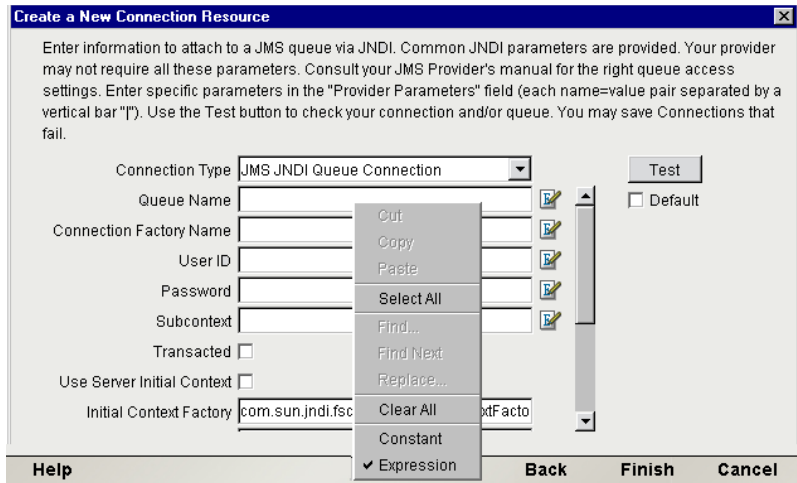 Create a New Connection Resource
Enter information to attach to a JMS queue via JNDI. Common JNDI parameters are provided. Your provider
may not require all these parameters. Consult your JMS Provider's manual for the right queue access
settings. Enter specific parameters in the "Provider Parameters" field (each name=value pair separated by a
vertical bar "|"). Use the Test button to check your connection and/or queue. You may save Connections that
fail.
Connection Type JMS JNDI Queue Connection Test
Queue Name Default
Cut
Connection Factory Name
Copy
User ID
Paste
Password
Select All
Subcontext
Find...
Transacted
Find Next
Use Server Initial Context
Replace...
Initial Context Factory com.sun.jndi.fsc
Clear All
xtFacto
Constant
Expression
Help Back Finish Cancel